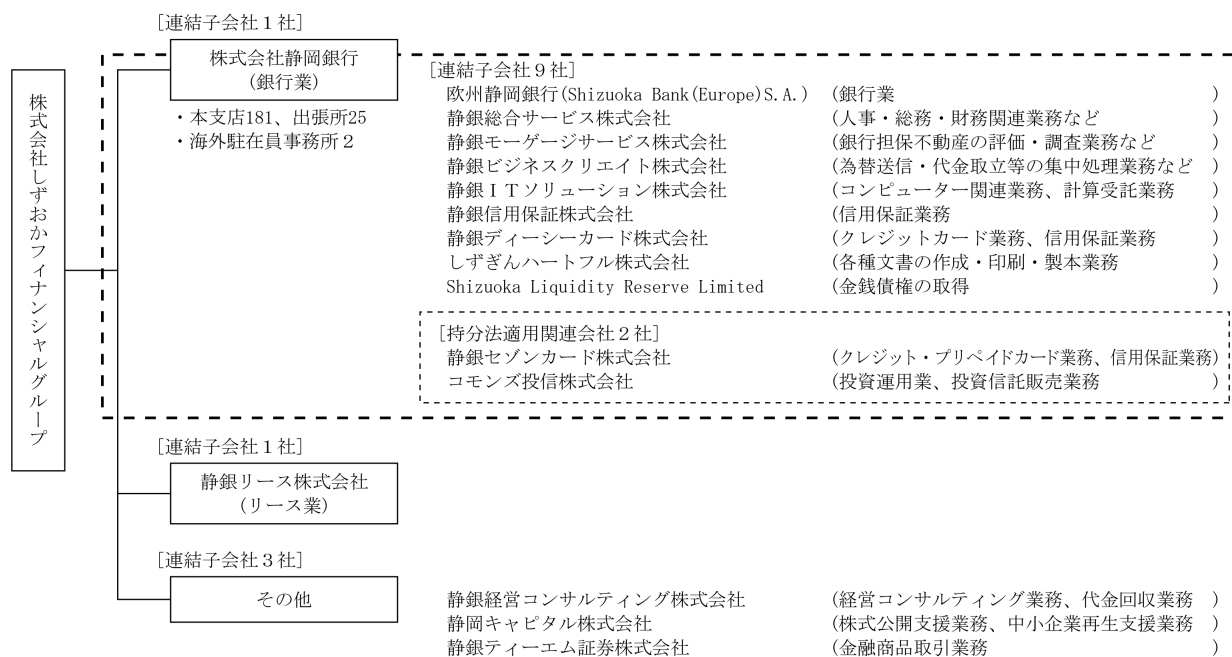 [連結子会社１社]
株式会社静岡銀行
(銀行業)
・本支店181、出張所25
・海外駐在員事務所２
株式会社しずおかフィナンシャルグループ
[連結子会社９社]
欧州静岡銀行(Shizuoka Bank(Europe)S.A.) (銀行業)
静銀総合サービス株式会社 (人事・総務・財務関連業務など)
静銀モーゲージサービス株式会社 (銀行担保不動産の評価・調査業務など)
静銀ビジネスクリエイト株式会社 (為替送信・代金取立等の集中処理業務など)
静銀ＩＴソリューション株式会社 (コンピューター関連業務、計算受託業務)
静銀信用保証株式会社 (信用保証業務)
静銀ディーシーカード株式会社 (クレジットカード業務、信用保証業務)
しずぎんハートフル株式会社 (各種文書の作成・印刷・製本業務)
Shizuoka Liquidity Reserve Limited (金銭債権の取得)
[持分法適用関連会社２社]
静銀セゾンカード株式会社 (クレジット・プリペイドカード業務、信用保証業務)
コモンズ投信株式会社 (投資運用業、投資信託販売業務)
[連結子会社１社]
静銀リース株式会社
(リース業)
[連結子会社３社]
その他
静銀経営コンサルティング株式会社 (経営コンサルティング業務、代金回収業務)
静岡キャピタル株式会社 (株式公開支援業務、中小企業再生支援業務)
静銀ティーエム証券株式会社 (金融商品取引業務)